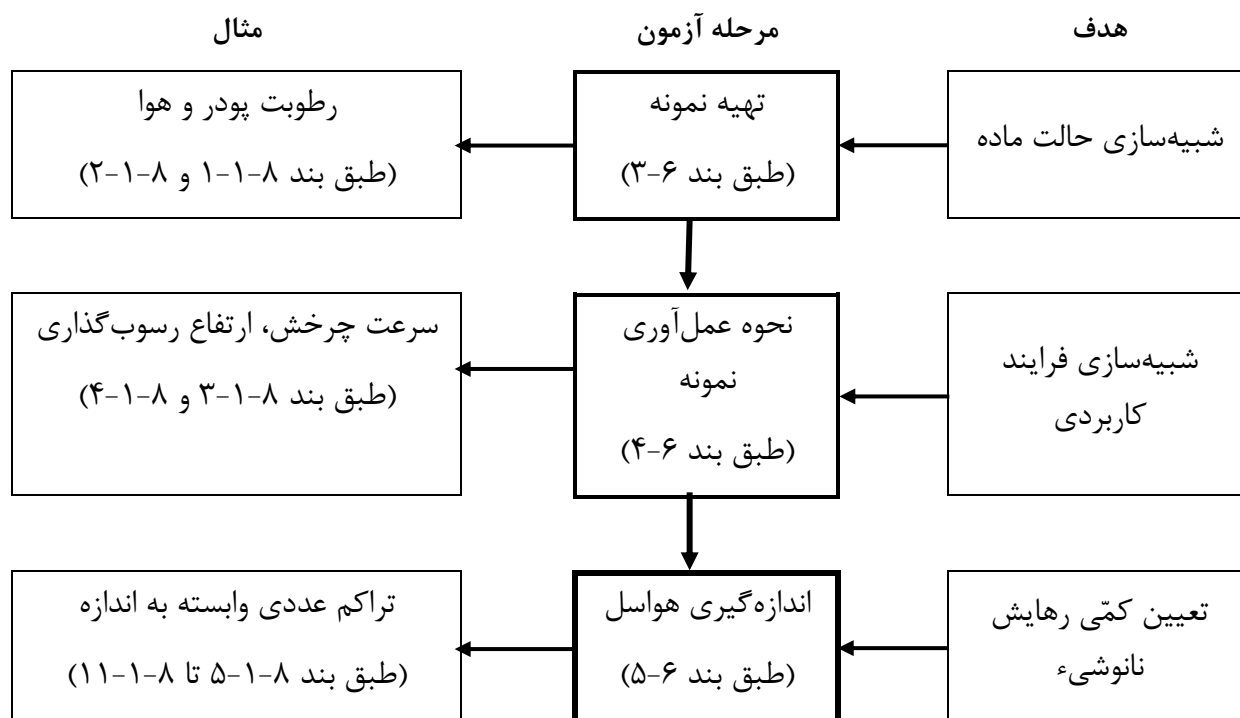 هدف
مرحله آزمون
مثال
شبیه‌سازی حالت ماده
تهیه نمونه
(طبق بند ۶-۳)
رطوبت پودر و هوا
(طبق بند ۸-۱-۱ و ۸-۱-۲)
شبیه‌سازی فرایند
کاربردی
نحوه عمل‌آوری
نمونه
(طبق بند ۶-۴)
سرعت چرخش، ارتفاع رسوب‌گذاری
(طبق بند ۸-۱-۳ و ۸-۱-۴)
تعیین کمّی رهایش
نانوشیء
اندازه‌گیری هواسل
(طبق بند ۶-۵)
تراکم عددی وابسته به اندازه
(طبق بند ۸-۱-۵ تا ۸-۱-۱۱)